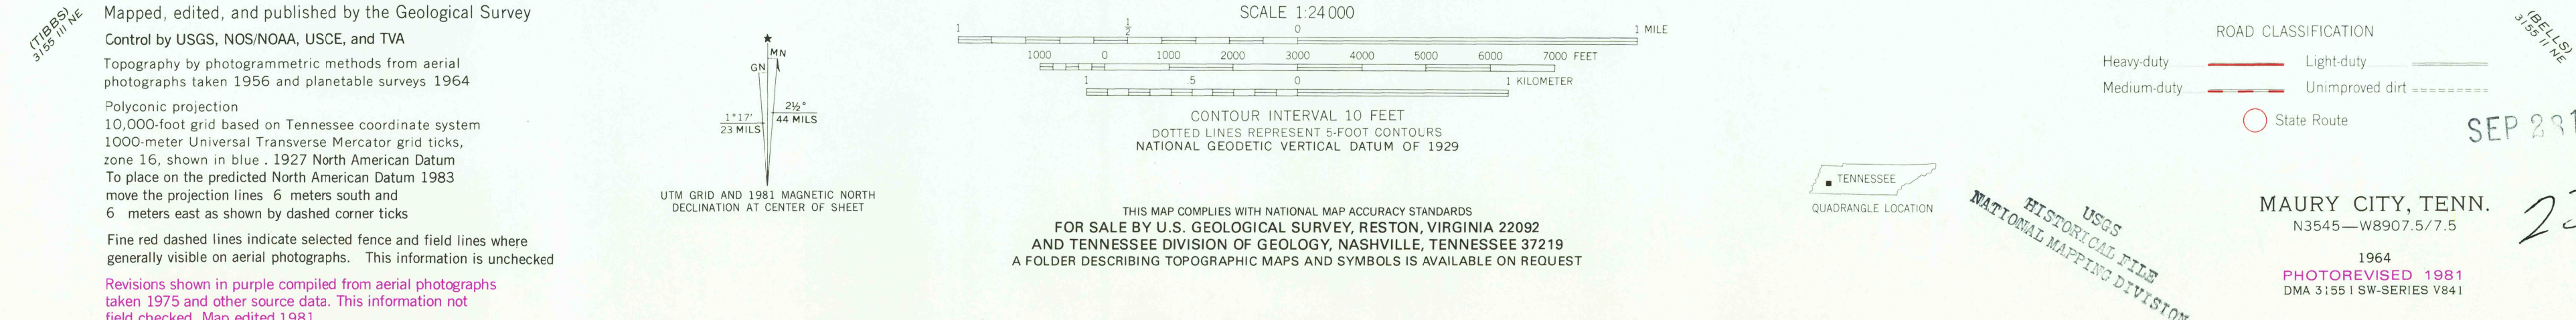 (TIBBS)
3155 III NE
Mapped, edited, and published by the Geological Survey
Control by USGS, NOS/NOAA, USCE, and TVA
Topography by photogrammetric methods from aerial
photographs taken 1956 and planetable surveys 1964
Polyconic projection
10,000-foot grid based on Tennessee coordinate system
1000-meter Universal Transverse Mercator grid ticks,
zone 16, shown in blue . 1927 North American Datum
To place on the predicted North American Datum 1983
move the projection lines 6 meters south and
6 meters east as shown by dashed corner ticks
Fine red dashed lines indicate selected fence and field lines where
generally visible on aerial photographs. This information is unchecked
Revisions shown in purple compiled from aerial photographs
taken 1975 and other source data. This information not
field checked. Map edited 1981
MN
GN
1°17'
23 MILS
2½°
44 MILS
UTM GRID AND 1981 MAGNETIC NORTH
DECLINATION AT CENTER OF SHEET
SCALE 1:24 000
1 ½ 0 1 MILE
1000 0 1000 2000 3000 4000 5000 6000 7000 FEET
1 5 0 1 KILOMETER
CONTOUR INTERVAL 10 FEET
DOTTED LINES REPRESENT 5-FOOT CONTOURS
NATIONAL GEODETIC VERTICAL DATUM OF 1929
THIS MAP COMPLIES WITH NATIONAL MAP ACCURACY STANDARDS
FOR SALE BY U.S. GEOLOGICAL SURVEY, RESTON, VIRGINIA 22092
AND TENNESSEE DIVISION OF GEOLOGY, NASHVILLE, TENNESSEE 37219
A FOLDER DESCRIBING TOPOGRAPHIC MAPS AND SYMBOLS IS AVAILABLE ON REQUEST
TENNESSEE
QUADRANGLE LOCATION
USGS
HISTORICAL FILE
NATIONAL MAPPING DIVISION
ROAD CLASSIFICATION
Heavy-duty Light-duty
Medium-duty Unimproved dirt
State Route
(BELLS)
3155 II NE
SEP
MAURY CITY, TENN.
N3545—W8907.5/7.5
1964
PHOTOREVISED 1981
DMA 3155 I SW-SERIES V841